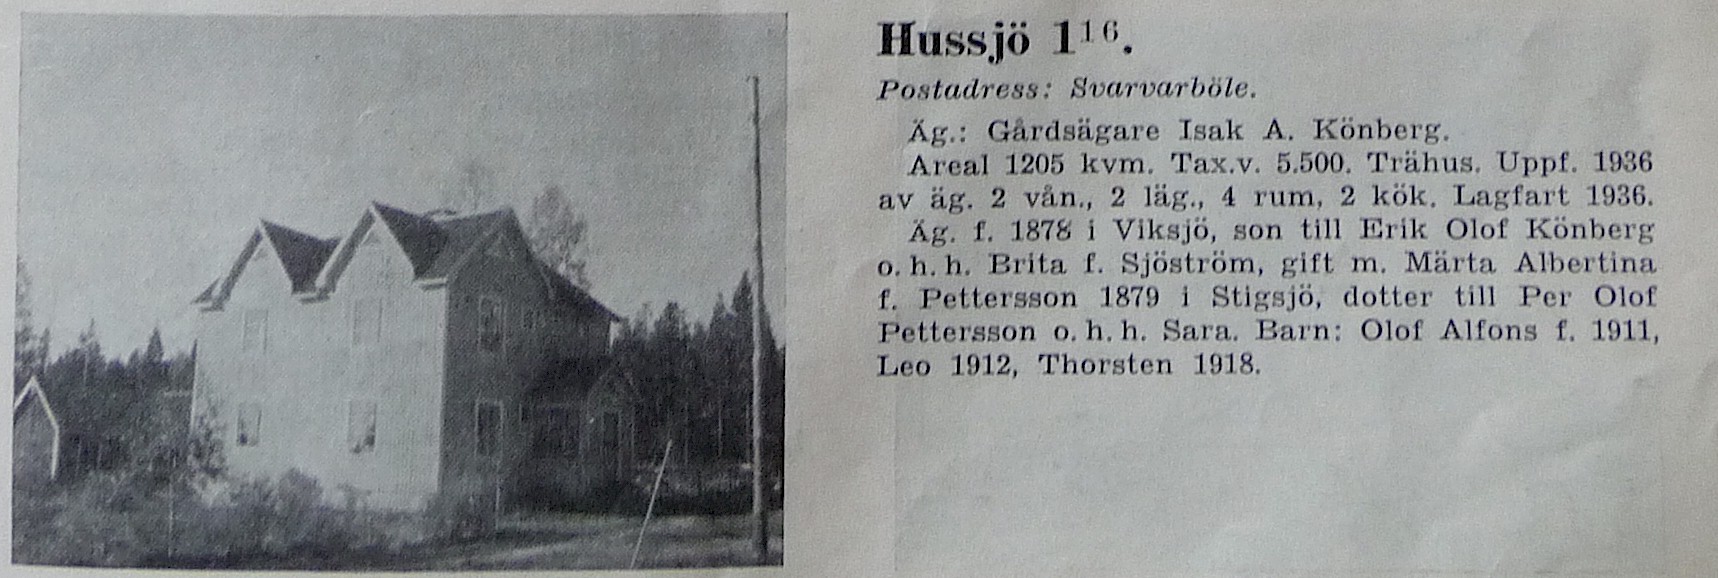 Hussjö 1¹⁶.
Postadress: Svarvarböle.
Äg.: Gårdsägare Isak A. Könberg.
Areal 1205 kvm. Tax.v. 5.500. Trähus. Uppf. 1936
av äg. 2 vån., 2 läg., 4 rum, 2 kök. Lagfart 1936.
Äg. f. 1878 i Viksjö, son till Erik Olof Könberg
o. h. h. Brita f. Sjöström, gift m. Märta Albertina
f. Pettersson 1879 i Stigsjö, dotter till Per Olof
Pettersson o. h. h. Sara. Barn: Olof Alfons f. 1911,
Leo 1912, Thorsten 1918.